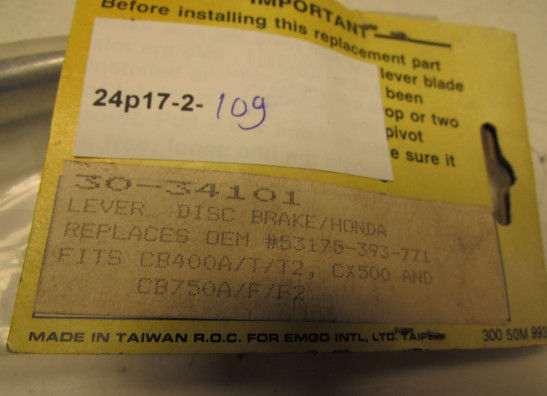 IMPORTANT
Before installing this replacement part
lever blade
been
op or two
pivot
e sure it
24p17-2-109
30-34101
LEVER DISC BRAKE/HONDA
REPLACES OEM #53175-393-771
FITS CB400A/T/T2, CX500 AND
CB750A/F/F2
MADE IN TAIWAN R.O.C. FOR EMGO INTL, LTD. TAIPEI
300 50M 993